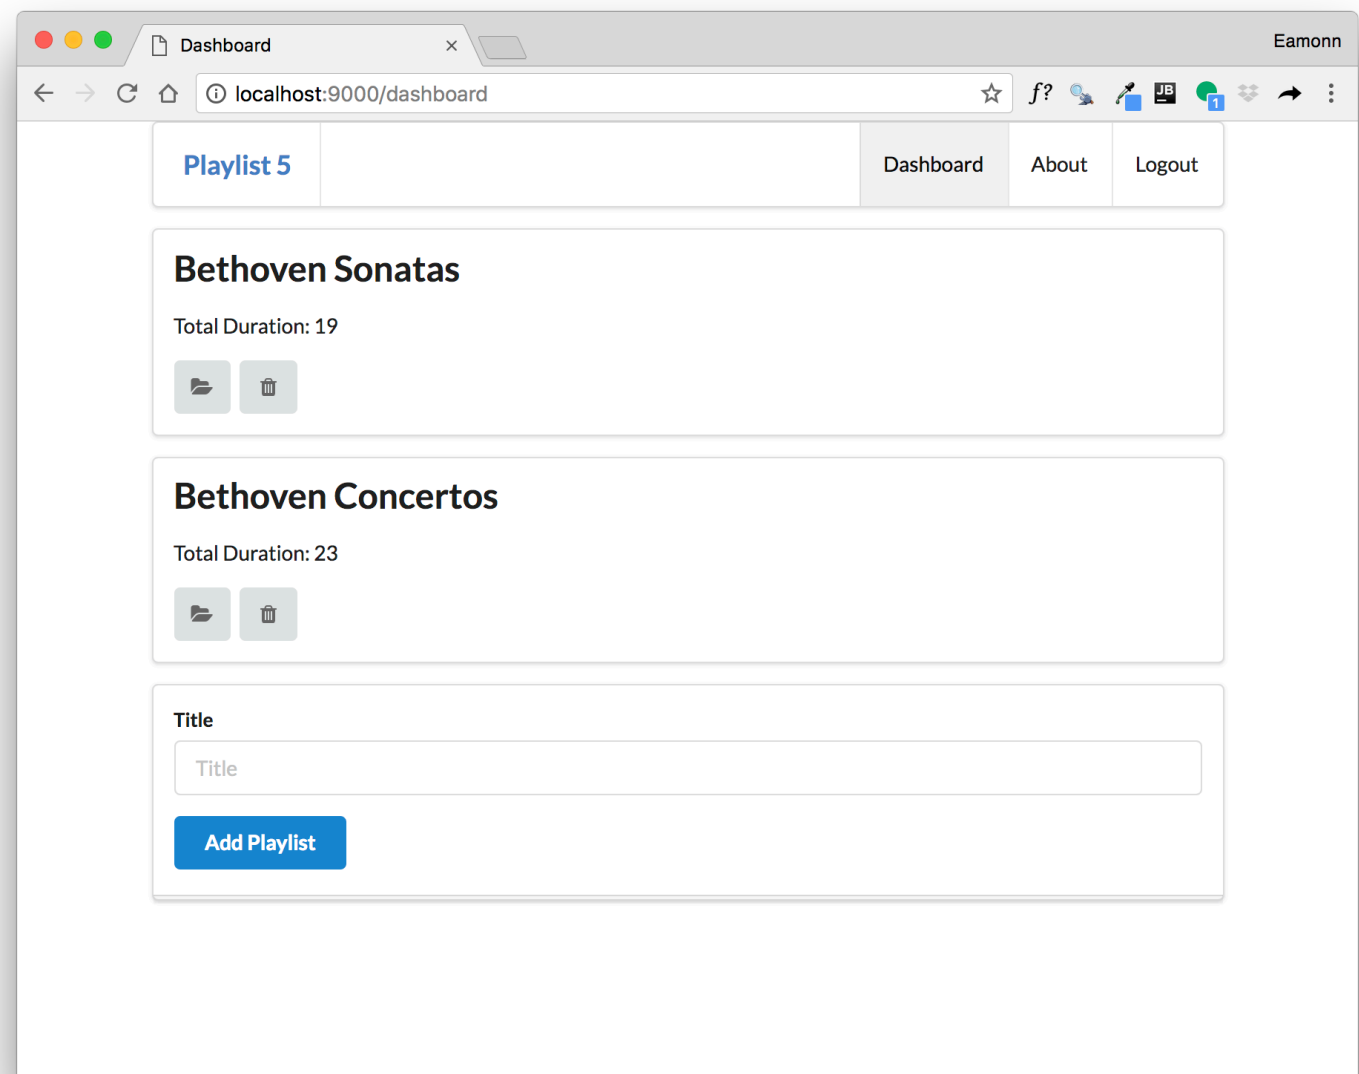 Dashboard
Eamonn
localhost:9000/dashboard
f?
JB
1
Playlist 5
Dashboard
About
Logout
Bethoven Sonatas
Total Duration: 19
Bethoven Concertos
Total Duration: 23
Title
Title
Add Playlist